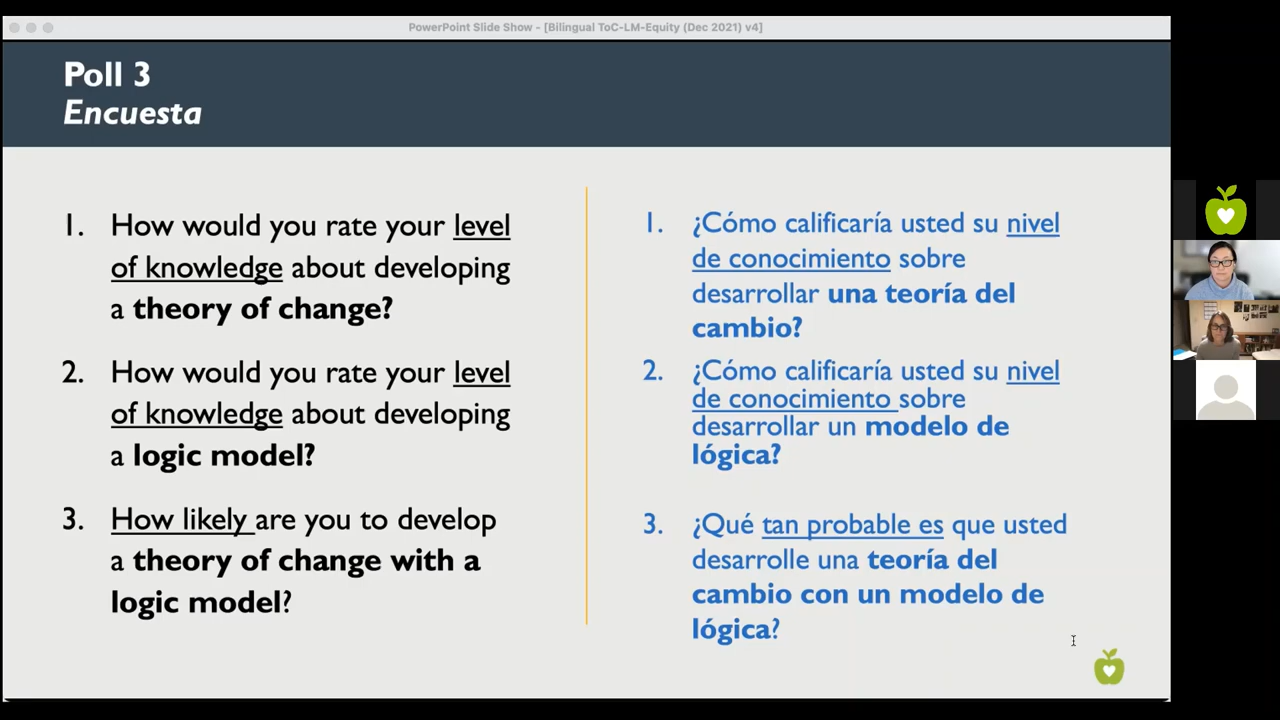 PowerPoint Slide Show - [Bilingual ToC-LM-Equity (Dec 2021) v4]
Poll 3
Encuesta
1. How would you rate your level
of knowledge about developing
a theory of change?
2. How would you rate your level
of knowledge about developing
a logic model?
3. How likely are you to develop
a theory of change with a
logic model?
1. ¿Cómo calificaría usted su nivel
de conocimiento sobre
desarrollar una teoría del
cambio?
2. ¿Cómo calificaría usted su nivel
de conocimiento sobre
desarrollar un modelo de
lógica?
3. ¿Qué tan probable es que usted
desarrolle una teoría del
cambio con un modelo de
lógica?